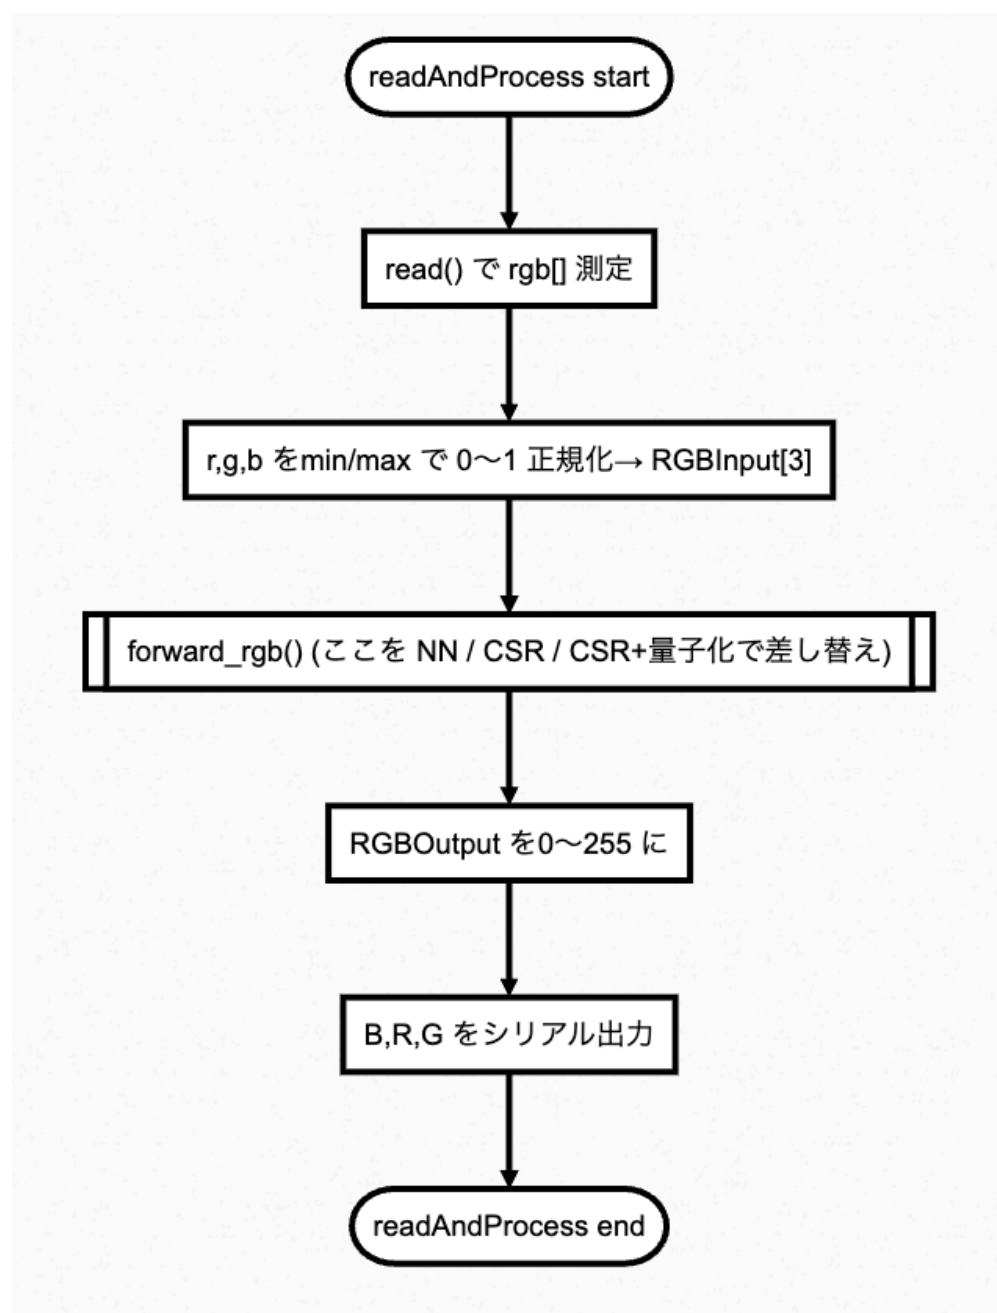 readAndProcess start
read() で rgb[] 測定
r,g,b をmin/max で 0〜1 正規化→ RGBInput[3]
forward_rgb() (ここを NN / CSR / CSR+量子化で差し替え)
RGBOutput を0〜255 に
B,R,G をシリアル出力
readAndProcess end